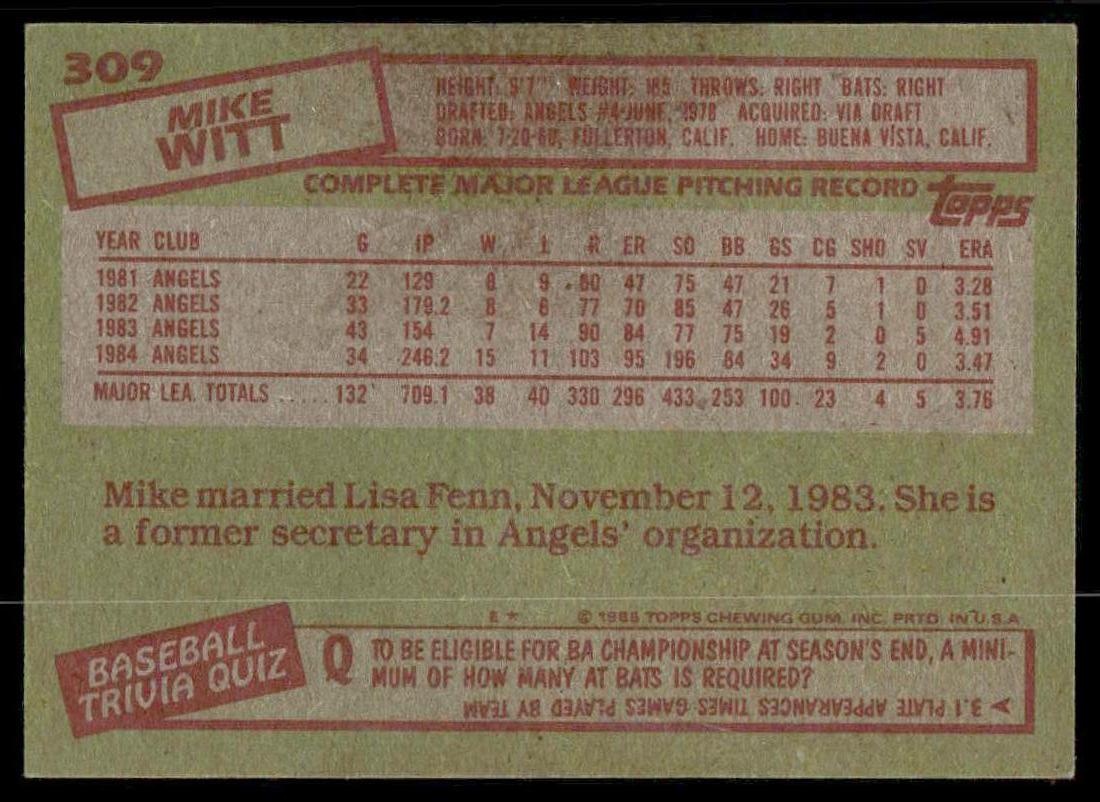 309
MIKE
WITT
HEIGHT: 6'7" WEIGHT: 185 THROWS: RIGHT BATS: RIGHT
DRAFTED: ANGELS #4-JUNE, 1978 ACQUIRED: VIA DRAFT
BORN: 7-20-60, FULLERTON, CALIF. HOME: BUENA VISTA, CALIF.
COMPLETE MAJOR LEAGUE PITCHING RECORD topps
YEAR CLUB G IP W L R ER SO BB GS CG SHO SV ERA
1981 ANGELS 22 129 8 9 60 47 75 47 21 7 1 0 3.28
1982 ANGELS 33 179.2 8 6 77 70 85 47 26 5 1 0 3.51
1983 ANGELS 43 154 7 14 90 84 77 75 19 2 0 5 4.91
1984 ANGELS 34 246.2 15 11 103 95 196 84 34 9 2 0 3.47
MAJOR LEA. TOTALS ..... 132 709.1 38 40 330 296 433 253 100 23 4 5 3.76
Mike married Lisa Fenn, November 12, 1983. She is
a former secretary in Angels' organization.
E * © 1985 TOPPS CHEWING GUM, INC. PRTD. IN U.S.A.
BASEBALL
TRIVIA QUIZ
Q TO BE ELIGIBLE FOR BA CHAMPIONSHIP AT SEASON'S END, A MINI-
MUM OF HOW MANY AT BATS IS REQUIRED?
A 3.1 PLATE APPEARANCES TIMES GAMES PLAYED BY TEAM